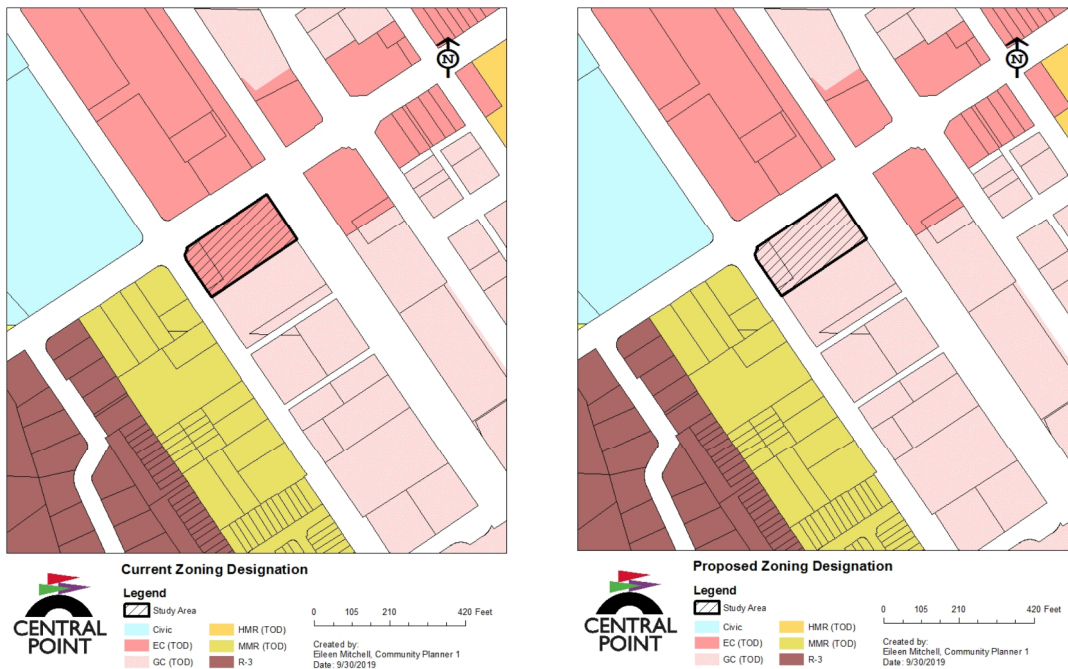 N
Current Zoning Designation
Legend
Study Area
Civic
HMR (TOD)
EC (TOD)
MMR (TOD)
GC (TOD)
R-3
0 105 210 420 Feet
Created by:
Eileen Mitchell, Community Planner 1
Date: 9/30/2019
CENTRAL
POINT
N
Proposed Zoning Designation
Legend
Study Area
Civic
HMR (TOD)
EC (TOD)
MMR (TOD)
GC (TOD)
R-3
0 105 210 420 Feet
Created by:
Eileen Mitchell, Community Planner 1
Date: 9/30/2019
CENTRAL
POINT